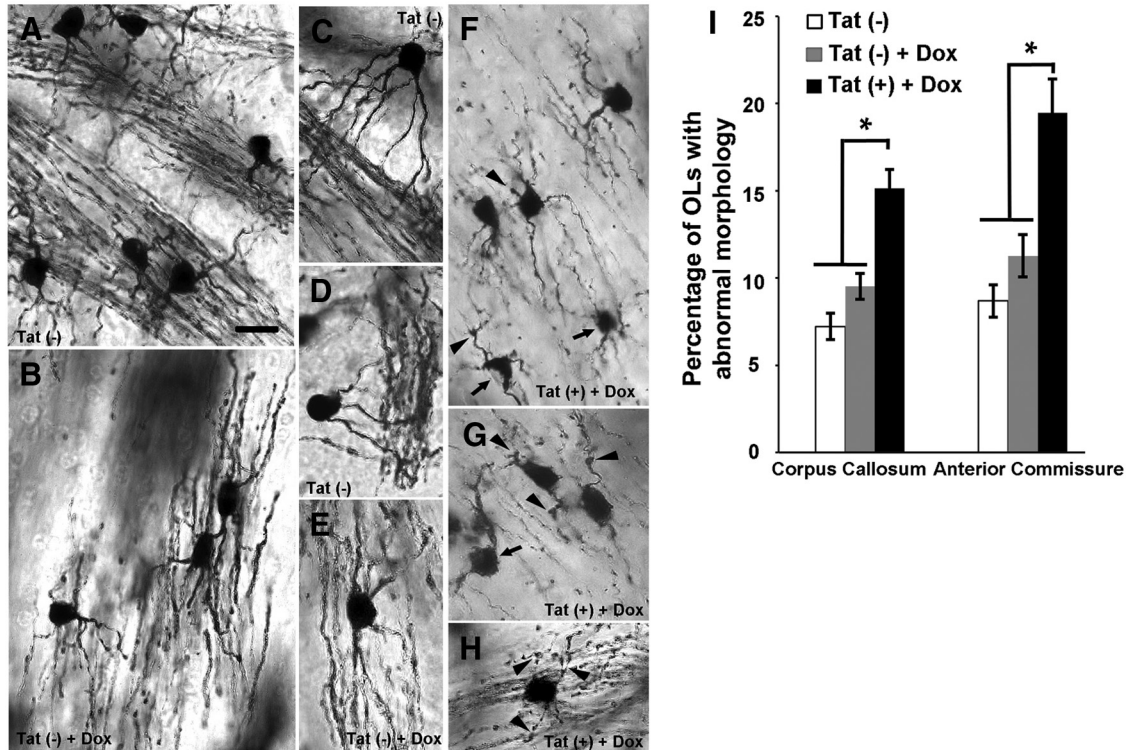 A
Tat (-)
B
Tat (-) + Dox
C
Tat (-)
D
Tat (-)
E
Tat (-) + Dox
F
Tat (+) + Dox
G
Tat (+) + Dox
H
Tat (+) + Dox
I
Tat (-)
Tat (-) + Dox
Tat (+) + Dox
Percentage of OLs with
abnormal morphology
25
20
15
10
5
0
*
*
Corpus Callosum
Anterior Commissure